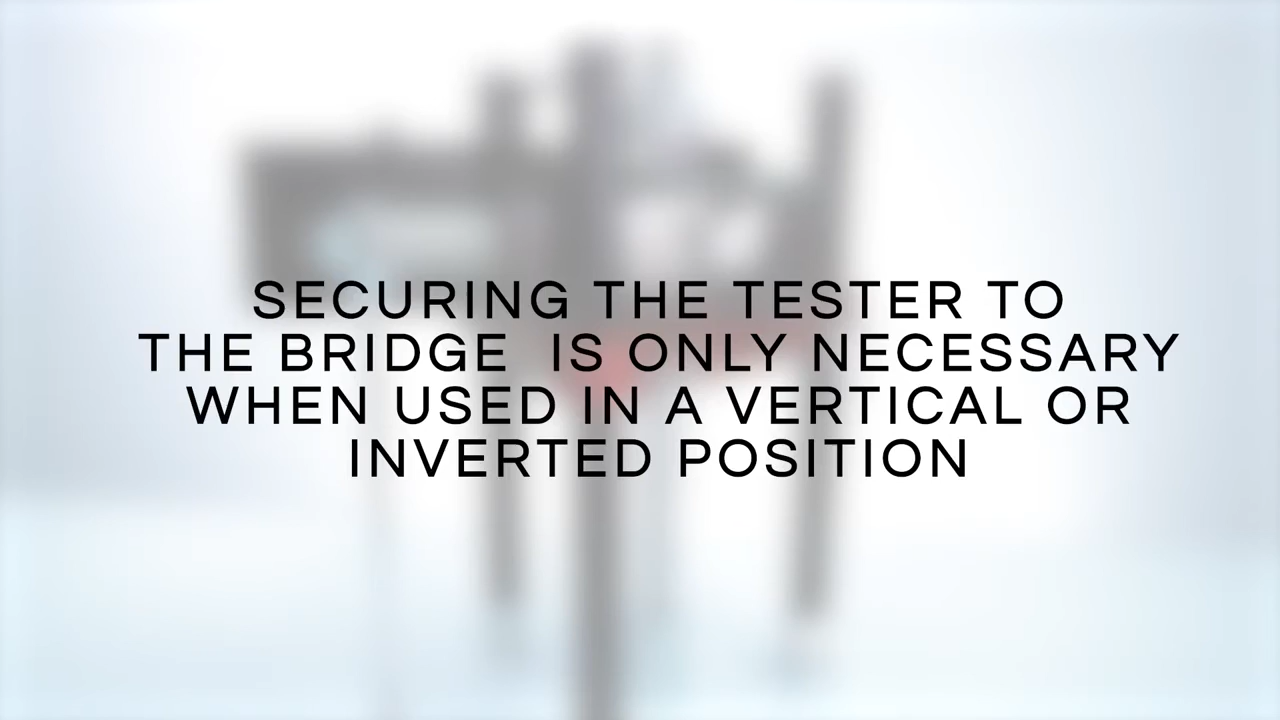 SECURING THE TESTER TO
THE BRIDGE  IS ONLY NECESSARY
WHEN USED IN A VERTICAL OR
INVERTED POSITION